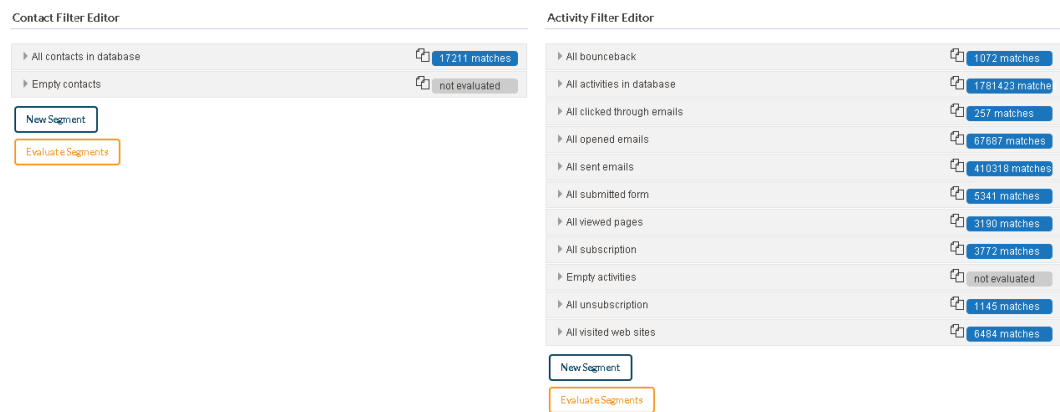 Contact Filter Editor
All contacts in database 17211 matches
Empty contacts not evaluated
New Segment
Evaluate Segments
Activity Filter Editor
All bounceback 1072 matches
All activities in database 1781423 matche
All clicked through emails 257 matches
All opened emails 67687 matches
All sent emails 410318 matches
All submitted form 5341 matches
All viewed pages 3190 matches
All subscription 3772 matches
Empty activities not evaluated
All unsubscription 1145 matches
All visited web sites 6484 matches
New Segment
Evaluate Segments